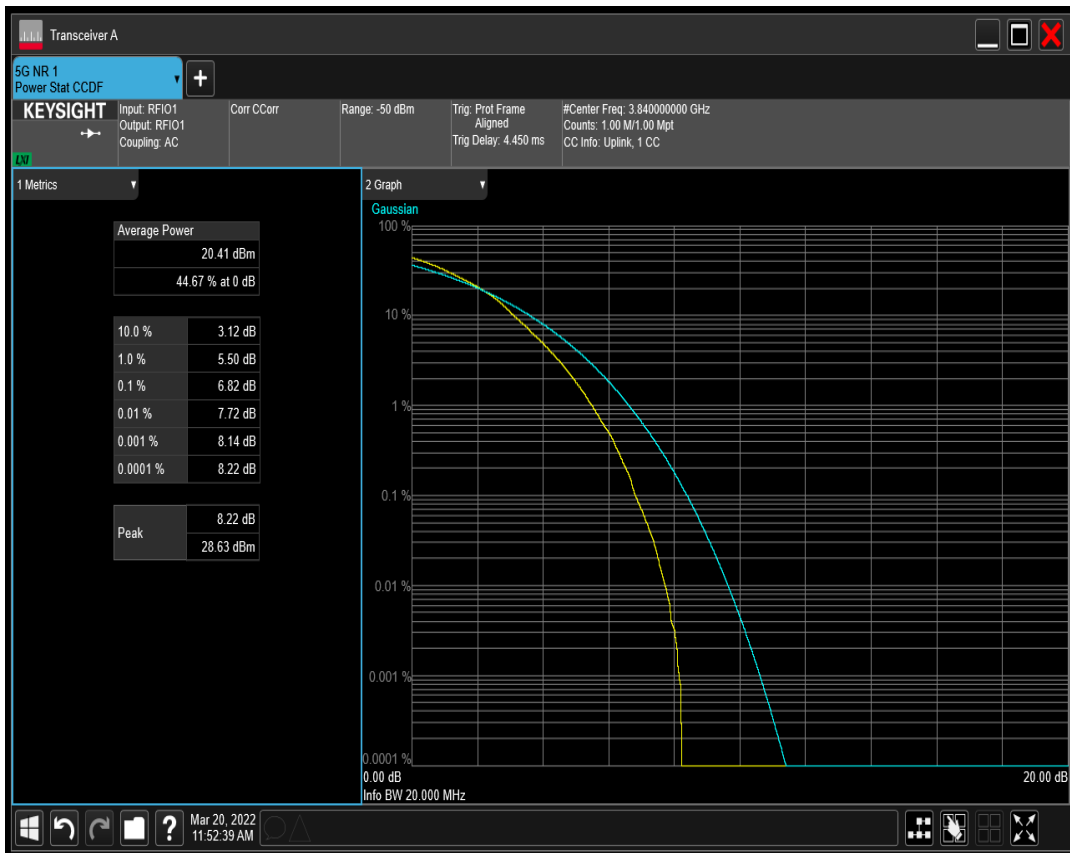 Transceiver A
5G NR 1
Power Stat CCDF
+
KEYSIGHT
LXI
Input: RFIO1
Output: RFIO1
Coupling: AC
Corr CCorr
Range: -50 dBm
Trig: Prot Frame
Aligned
Trig Delay: 4.450 ms
#Center Freq: 3.840000000 GHz
Counts: 1.00 M/1.00 Mpt
CC Info: Uplink, 1 CC
1 Metrics
Average Power
20.41 dBm
44.67 % at 0 dB
10.0 % 3.12 dB
1.0 % 5.50 dB
0.1 % 6.82 dB
0.01 % 7.72 dB
0.001 % 8.14 dB
0.0001 % 8.22 dB
Peak
8.22 dB
28.63 dBm
2 Graph
Gaussian
100 %
10 %
1 %
0.1 %
0.01 %
0.001 %
0.0001 %
0.00 dB 20.00 dB
Info BW 20.000 MHz
?
Mar 20, 2022
11:52:39 AM